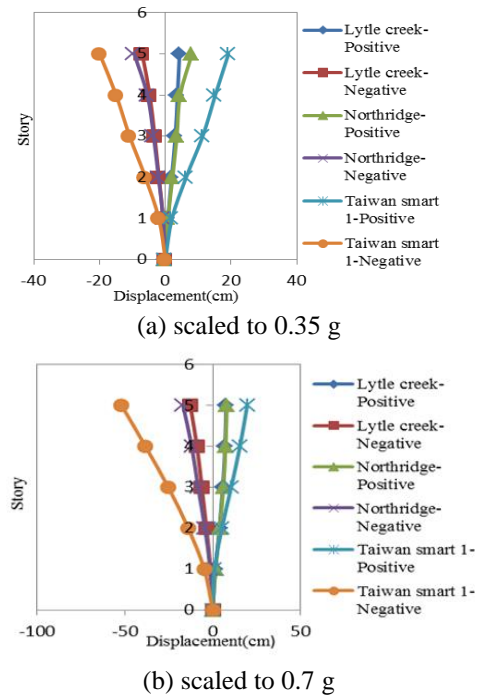 6
5
4
3
2
1
0
Story
-40
-20
0
20
40
Displacement(cm)
Lytle creek-
Positive
Lytle creek-
Negative
Northridge-
Positive
Northridge-
Negative
Taiwan smart
1-Positive
Taiwan smart
1-Negative
(a) scaled to 0.35 g
6
5
4
3
2
1
0
Story
-100
-50
0
50
Displacement(cm)
Lytle creek-
Positive
Lytle creek-
Negative
Northridge-
Positive
Northridge-
Negative
Taiwan smart 1-
Positive
Taiwan smart 1-
Negative
(b) scaled to 0.7 g